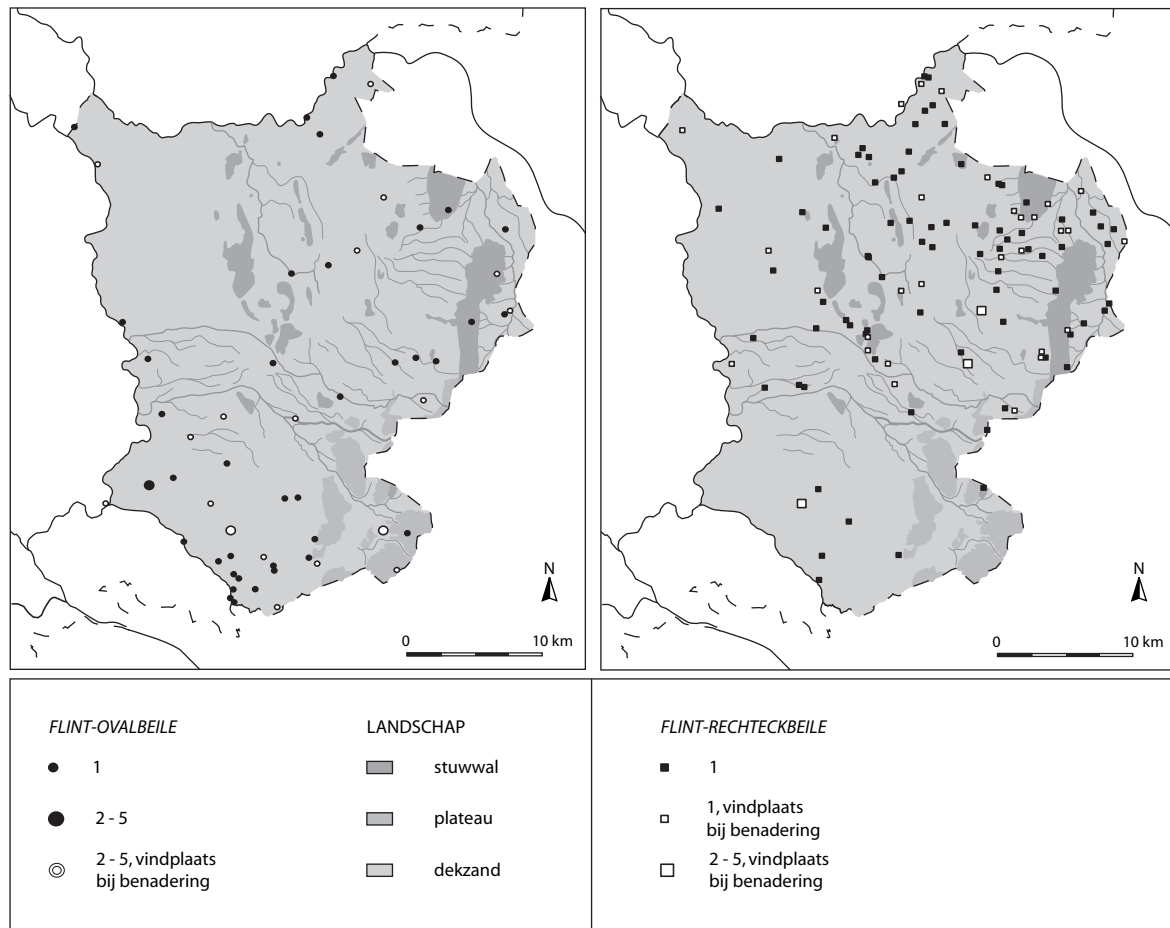 N
0
10 km
N
0
10 km
FLINT-OVALBEILE
1
2 - 5
2 - 5, vindplaats
bij benadering
LANDSCHAP
stuwwal
plateau
dekzand
FLINT-RECHTECKBEILE
1
1, vindplaats
bij benadering
2 - 5, vindplaats
bij benadering